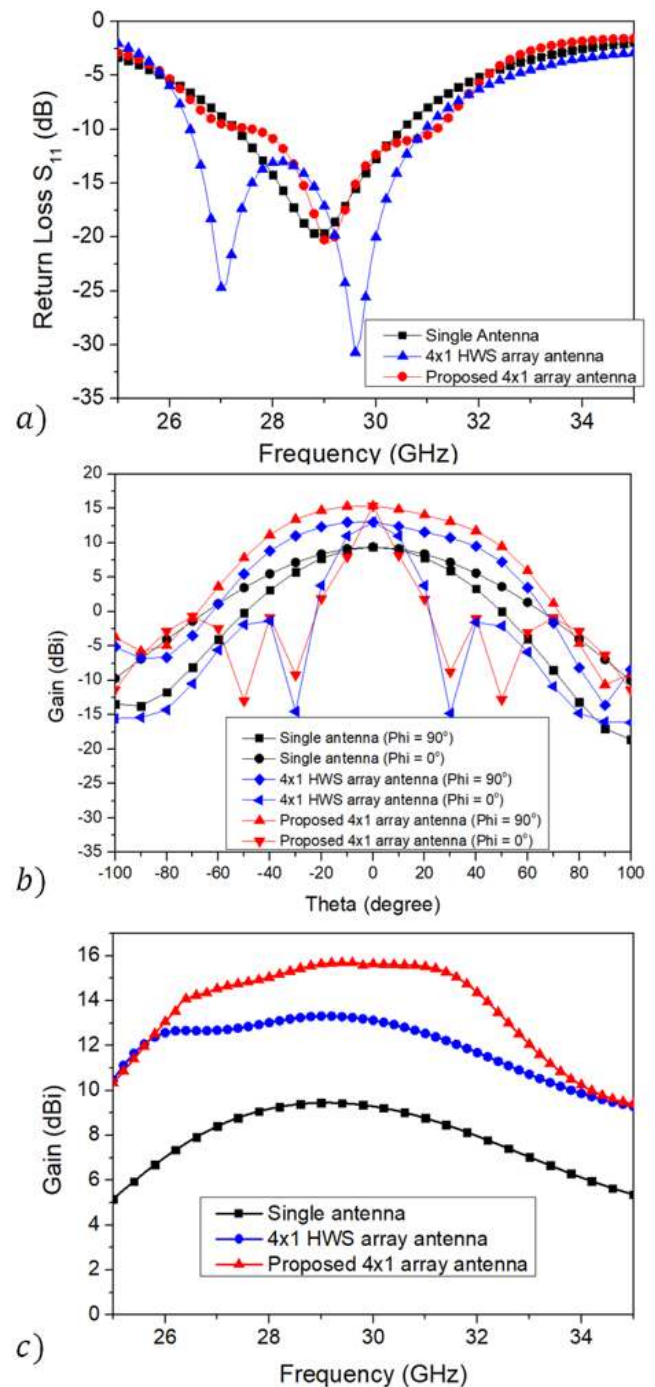 0
-5
-10
-15
-20
-25
-30
-35
Return Loss S11 (dB)
Single Antenna
4x1 HWS array antenna
Proposed 4x1 array antenna
26 28 30 32 34
Frequency (GHz)
a)
20
15
10
5
0
-5
-10
-15
-20
-25
-30
-35
Gain (dBi)
Single antenna (Phi = 90°)
Single antenna (Phi = 0°)
4x1 HWS array antenna (Phi = 90°)
4x1 HWS array antenna (Phi = 0°)
Proposed 4x1 array antenna (Phi = 90°)
Proposed 4x1 array antenna (Phi = 0°)
-100 -80 -60 -40 -20 0 20 40 60 80 100
Theta (degree)
b)
16
14
12
10
8
6
4
2
0
Gain (dBi)
Single antenna
4x1 HWS array antenna
Proposed 4x1 array antenna
26 28 30 32 34
Frequency (GHz)
c)